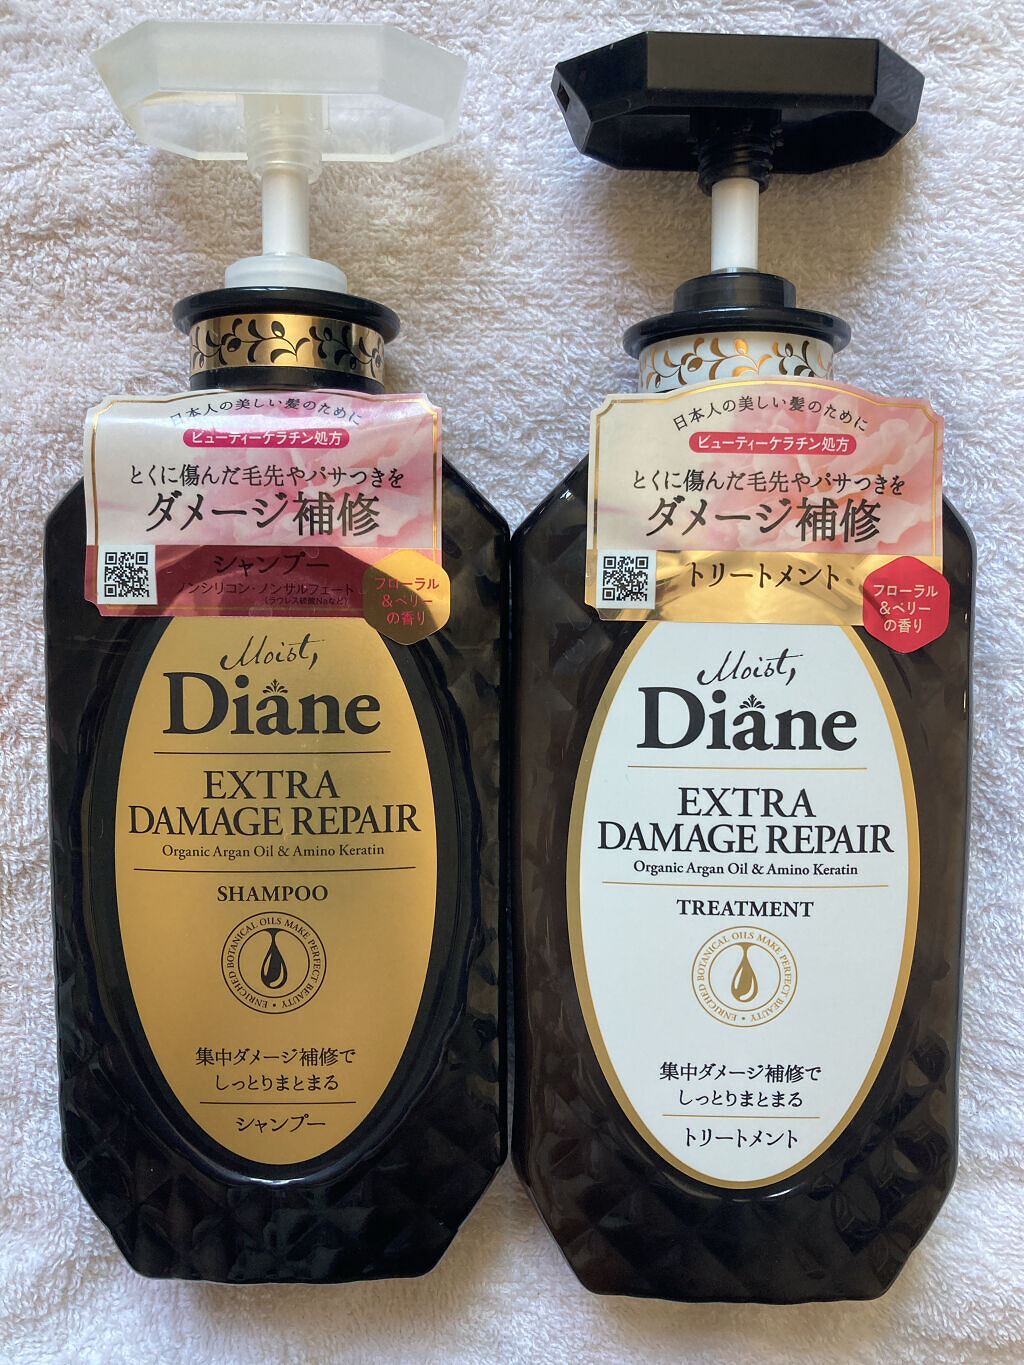 日本人の美しい髪のために
ビューティーケラチン処方
とくに傷んだ毛先やパサつきを
ダメージ補修
シャンプー
ノンシリコン・ノンサルフェート
(ラウレス硫酸Naなど)
フローラル
&ベリー
の香り
Moist,
Diane
EXTRA
DAMAGE REPAIR
Organic Argan Oil & Amino Keratin
SHAMPOO
ENRICHED BOTANICAL OILS MAKE PERFECT BEAUTY •
集中ダメージ補修で
しっとりまとまる
シャンプー
日本人の美しい髪のために
ビューティーケラチン処方
とくに傷んだ毛先やパサつきを
ダメージ補修
トリートメント
フローラル
&ベリー
の香り
Moist,
Diane
EXTRA
DAMAGE REPAIR
Organic Argan Oil & Amino Keratin
TREATMENT
ENRICHED BOTANICAL OILS MAKE PERFECT BEAUTY •
集中ダメージ補修で
しっとりまとまる
トリートメント